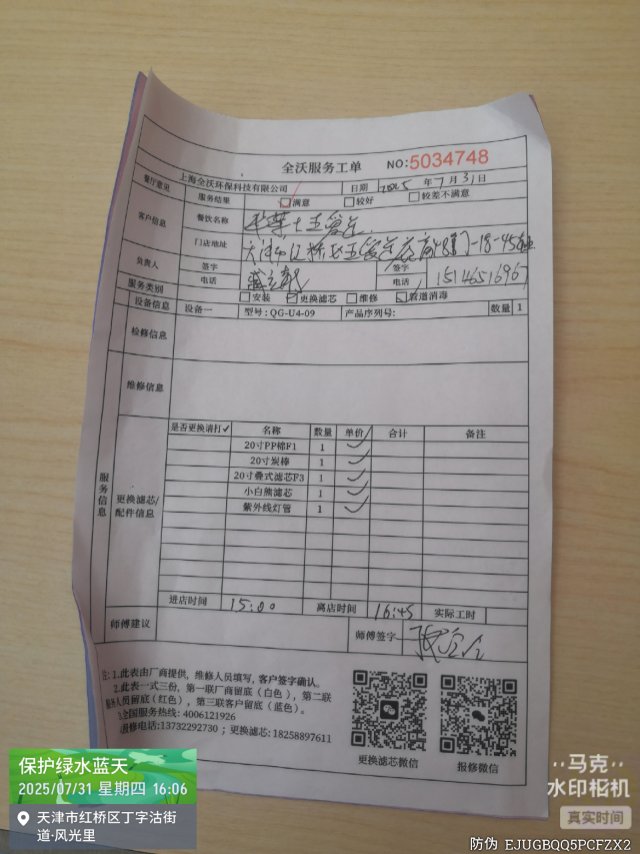 全沃服务工单 NO:5034748
上海全沃环保科技有限公司 日期 2025 年 7 月 31 日
餐厅意见 服务结果 满意 较好 较差不满意
客户信息 餐饮名称
门店地址
负责人 签字 签字
电话 电话 15146516967
服务类别 安装 更换滤芯 维修 管道消毒
设备信息 设备一 型号: QG-U4-09 产品序列号: 数量 1
检修信息
维修信息
服务信息
更换滤芯/配件信息
是否更换请打✓ 名称 数量 单价 合计 备注
20寸PP棉F1 1 ✓
20寸炭棒 1 ✓
20寸叠式滤芯F3 1 ✓
小白熊滤芯 1 ✓
紫外线灯管 1 ✓
进店时间 15:00 离店时间 16:45 实际工时
师傅建议 师傅签字
注: 1.此表由厂商提供, 维修人员填写, 客户签字确认。
2.此表一式三份, 第一联厂商留底 (白色), 第二联
服务人员留底(红色), 第三联客户留底 (蓝色)。
3.全国服务热线: 4006121926
报修电话:13732292730 ; 更换滤芯: 18258897611
更换滤芯微信 报修微信
保护绿水蓝天
2025/07/31 星期四 16:06
天津市红桥区丁字沽街
道·风光里
马克
水印相机
真实时间
防伪 EJUGBQQ5PCFZX2